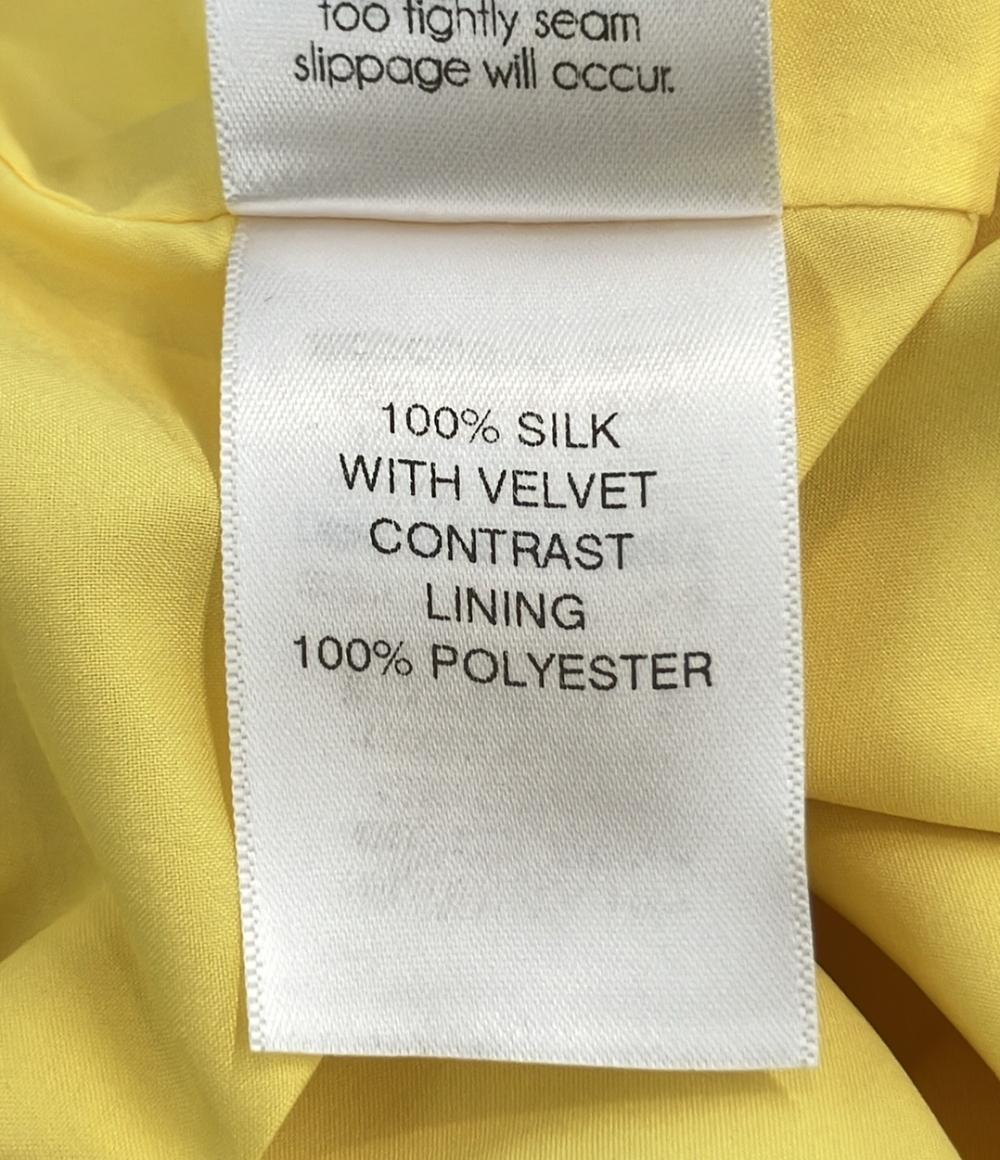 too tightly seam
slippage will occur.
100% SILK
WITH VELVET
CONTRAST
LINING
100% POLYESTER